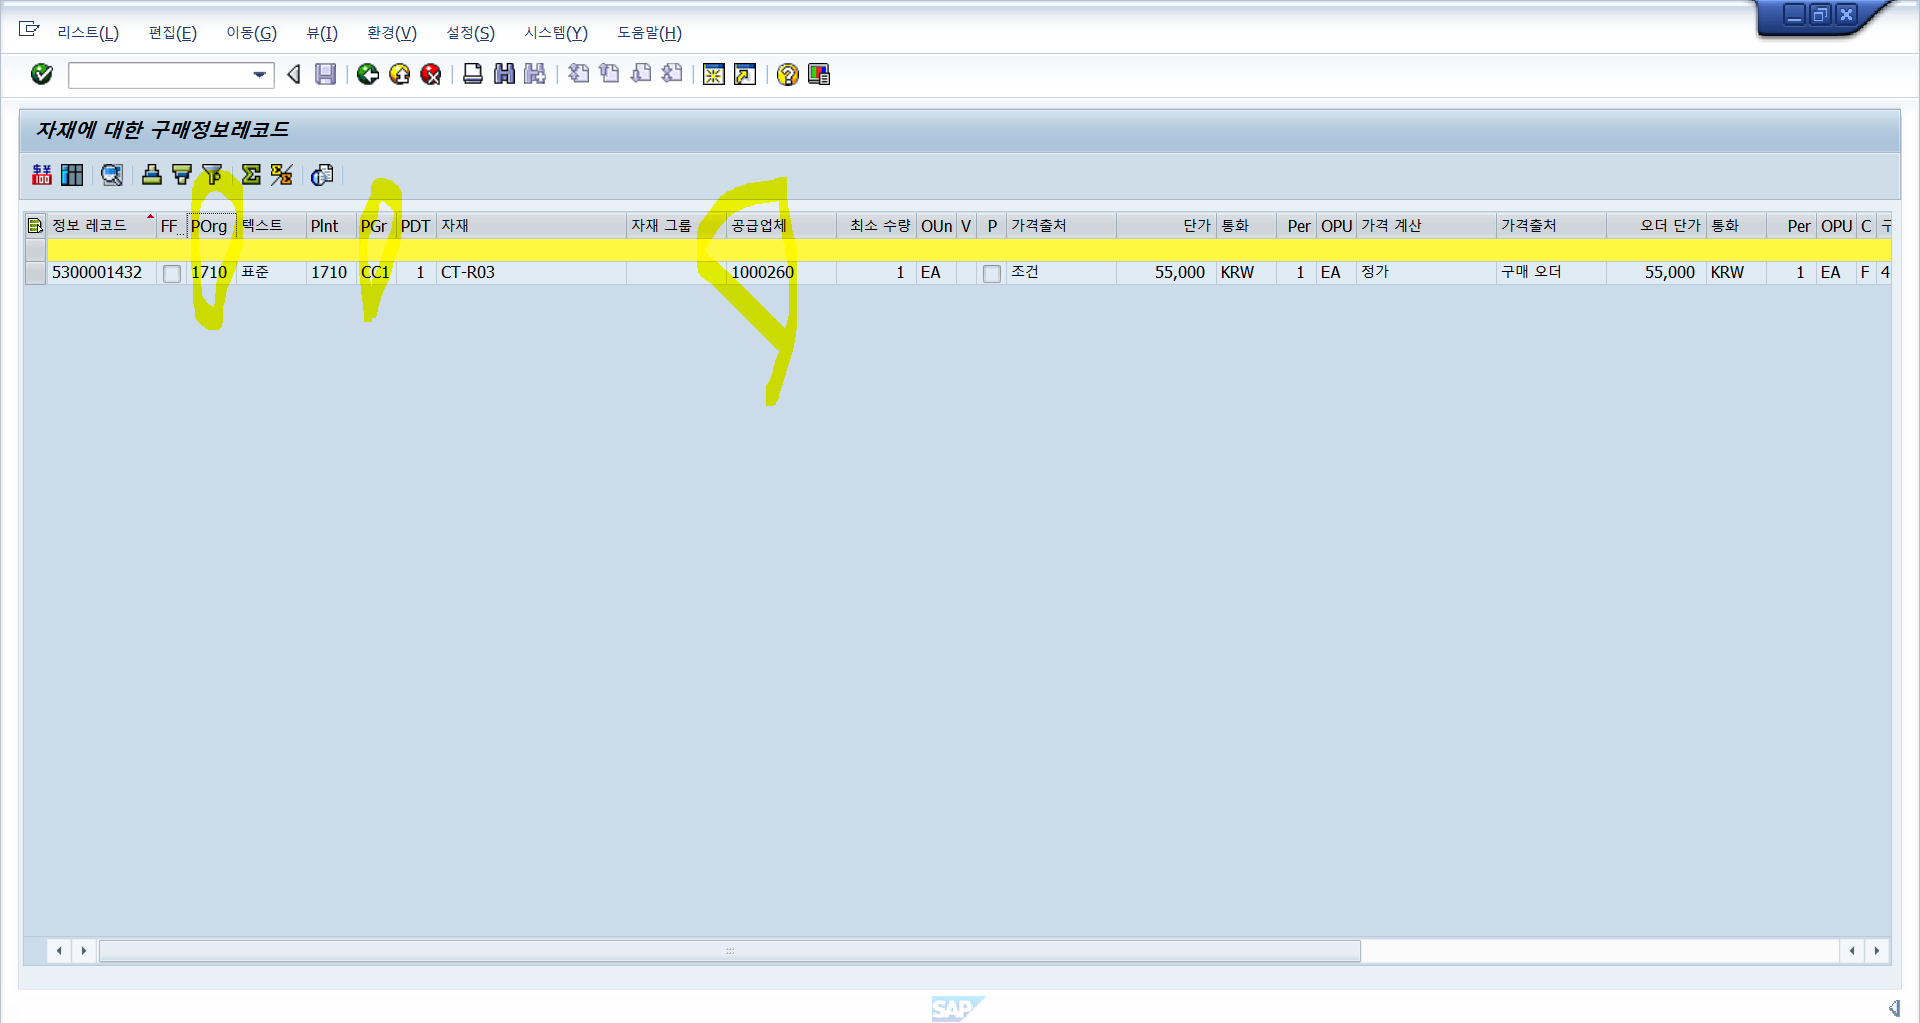 리스트(L) 편집(E) 이동(G) 뷰(I) 환경(V) 설정(S) 시스템(Y) 도움말(H)
자재에 대한 구매정보레코드
정보 레코드 FF.. POrg 텍스트 Plnt PGr PDT 자재 자재 그룹 공급업체 최소 수량 OUn V P 가격출처 단가 통화 Per OPU 가격 계산 가격출처 오더 단가 통화 Per OPU C 구
5300001432 1710 표준 1710 CC1 1 CT-R03 1000260 1 EA 조건 55,000 KRW 1 EA 정가 구매 오더 55,000 KRW 1 EA F 4
SAP